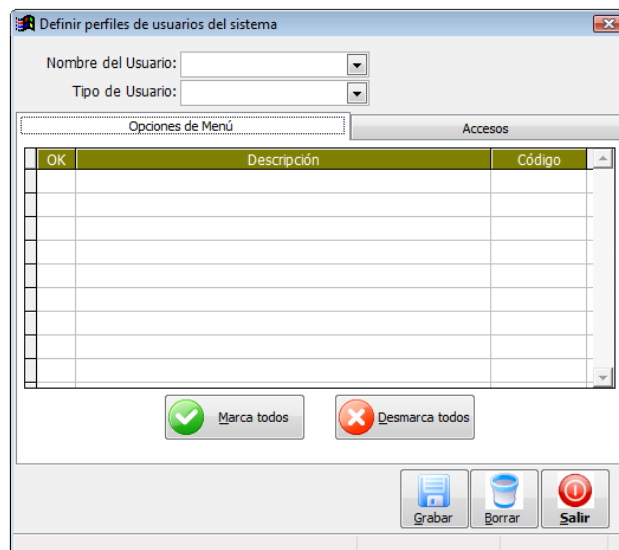 Definir perfiles de usuarios del sistema
Nombre del Usuario:
Tipo de Usuario:
Opciones de Menú Accesos
OK Descripción Código
Marca todos Desmarca todos
Grabar Borrar Salir